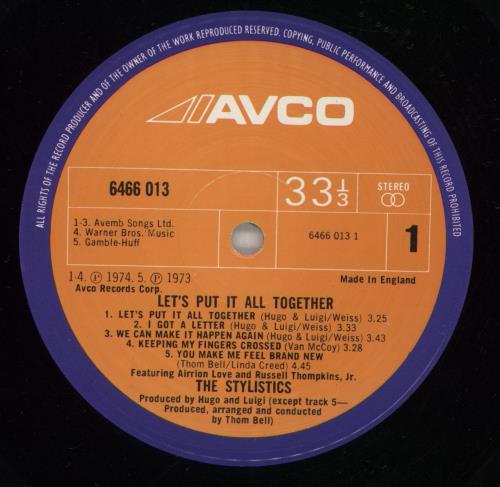 ALL RIGHTS OF THE RECORD PRODUCER AND OF THE OWNER OF THE WORK REPRODUCED RESERVED. COPYING, PUBLIC PERFORMANCE AND BROADCASTING OF THIS RECORD PROHIBITED
AVCO
6466 013
33 1/3
STEREO
1-3. Avemb Songs Ltd.
4. Warner Bros. Music
5. Gamble-Huff
6466 013 1
1
1-4. Ⓟ 1974. 5. Ⓟ 1973
Avco Records Corp.
Made In England
LET'S PUT IT ALL TOGETHER
1. LET'S PUT IT ALL TOGETHER (Hugo & Luigi/Weiss) 3.25
2. I GOT A LETTER (Hugo & Luigi/Weiss) 3.33
3. WE CAN MAKE IT HAPPEN AGAIN (Hugo & Luigi/Weiss) 3.43
4. KEEPING MY FINGERS CROSSED (Van McCoy) 3.28
5. YOU MAKE ME FEEL BRAND NEW
(Thom Bell/Linda Creed) 4.45
Featuring Airrion Love and Russell Thompkins, Jr.
THE STYLISTICS
Produced by Hugo and Luigi (except track 5—
Produced, arranged and conducted
by Thom Bell)